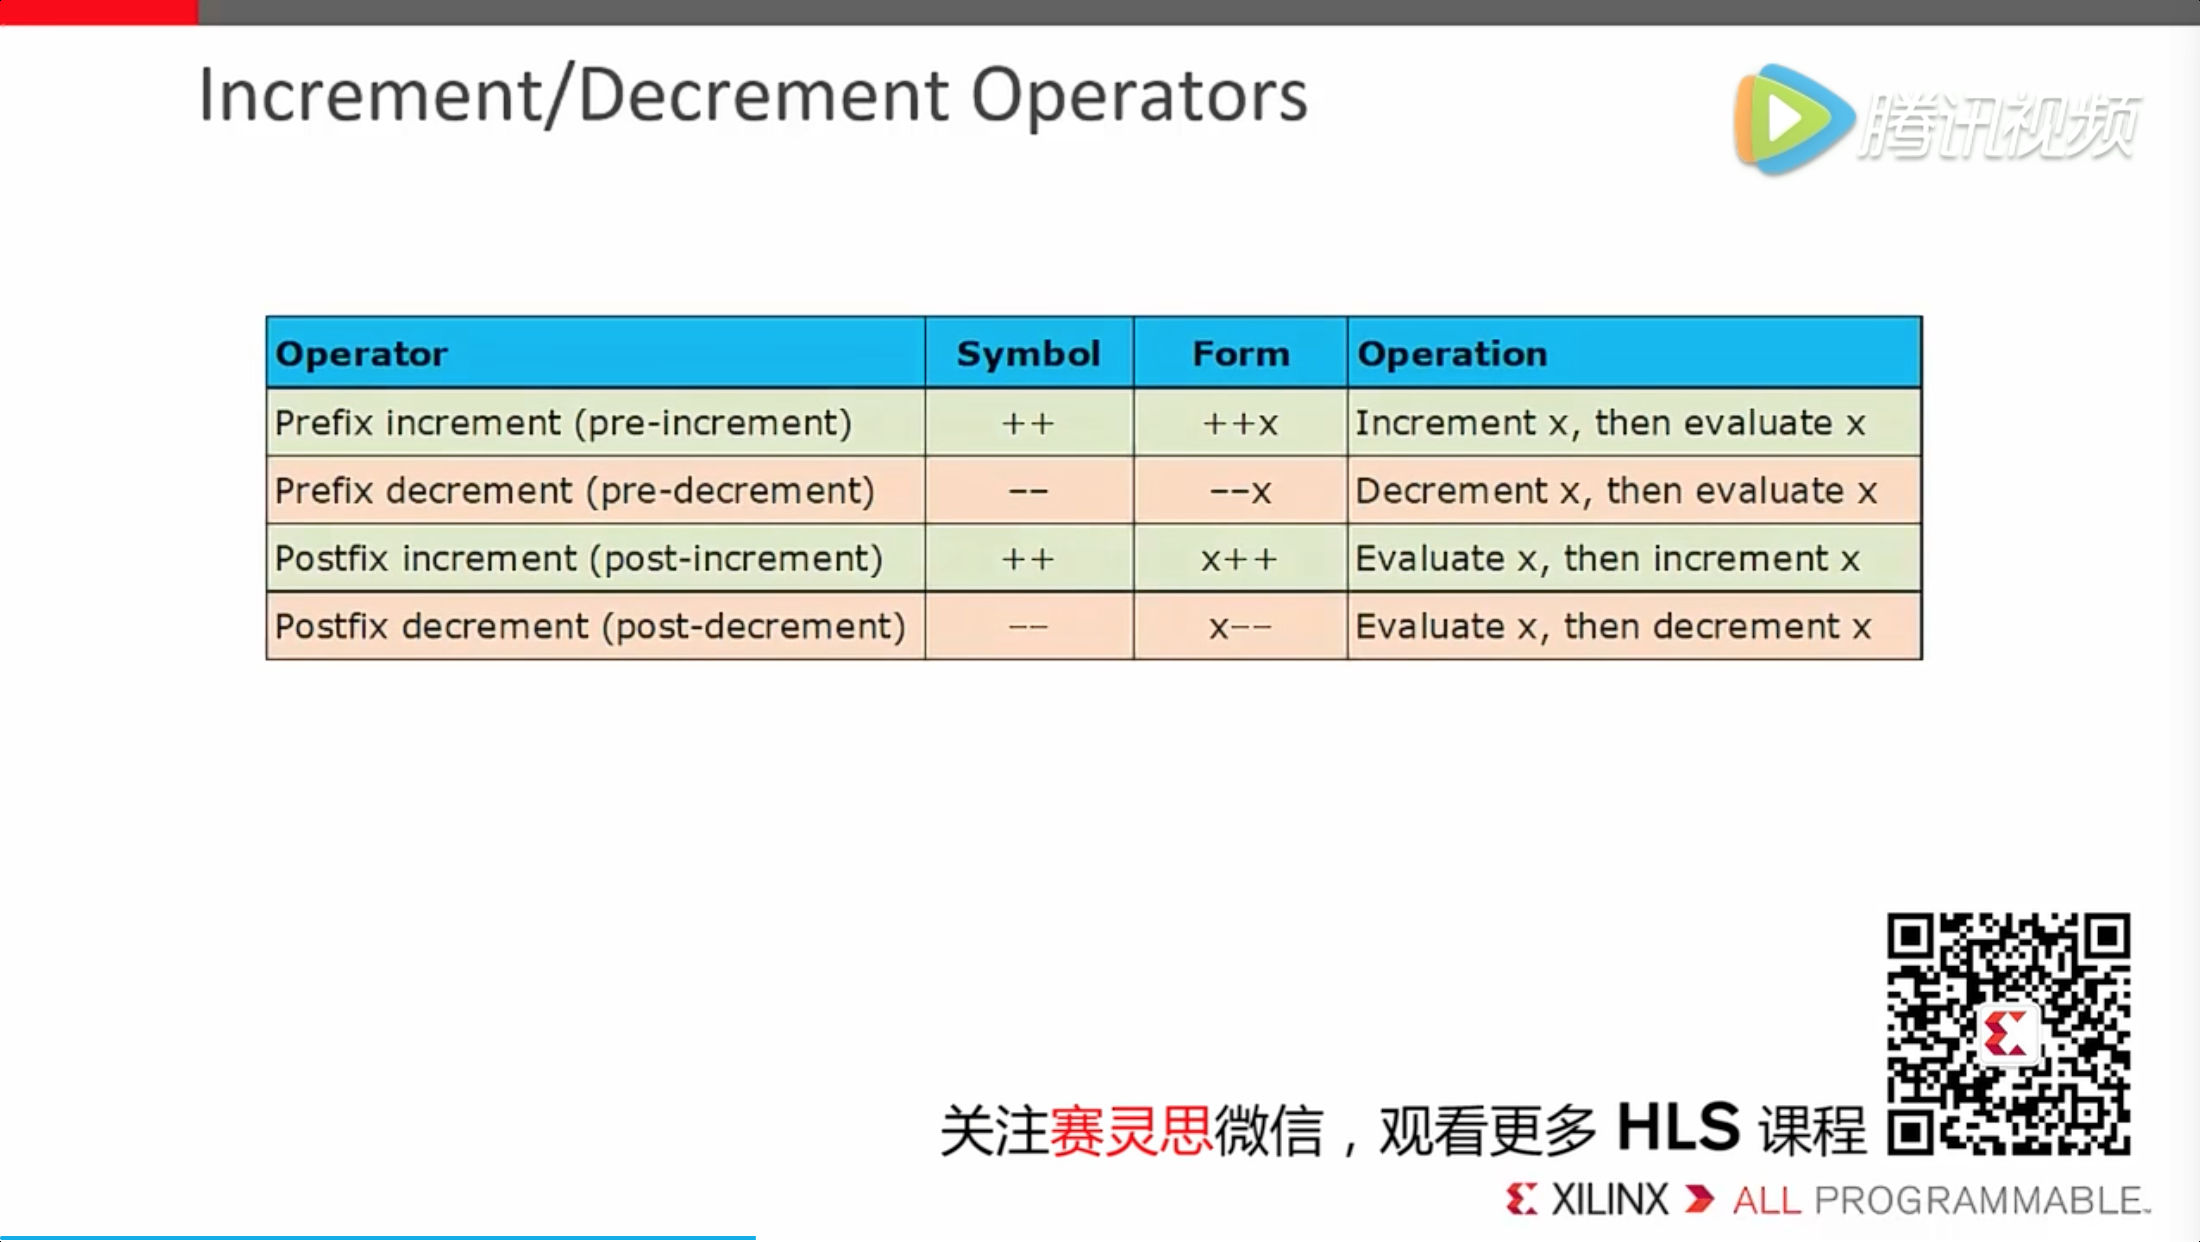 Increment/Decrement Operators
腾讯视频
Operator Symbol Form Operation
Prefix increment (pre-increment) ++ ++x Increment x, then evaluate x
Prefix decrement (pre-decrement) -- --x Decrement x, then evaluate x
Postfix increment (post-increment) ++ x++ Evaluate x, then increment x
Postfix decrement (post-decrement) -- x-- Evaluate x, then decrement x
关注赛灵思微信，观看更多 HLS 课程
XILINX ALL PROGRAMMABLE™